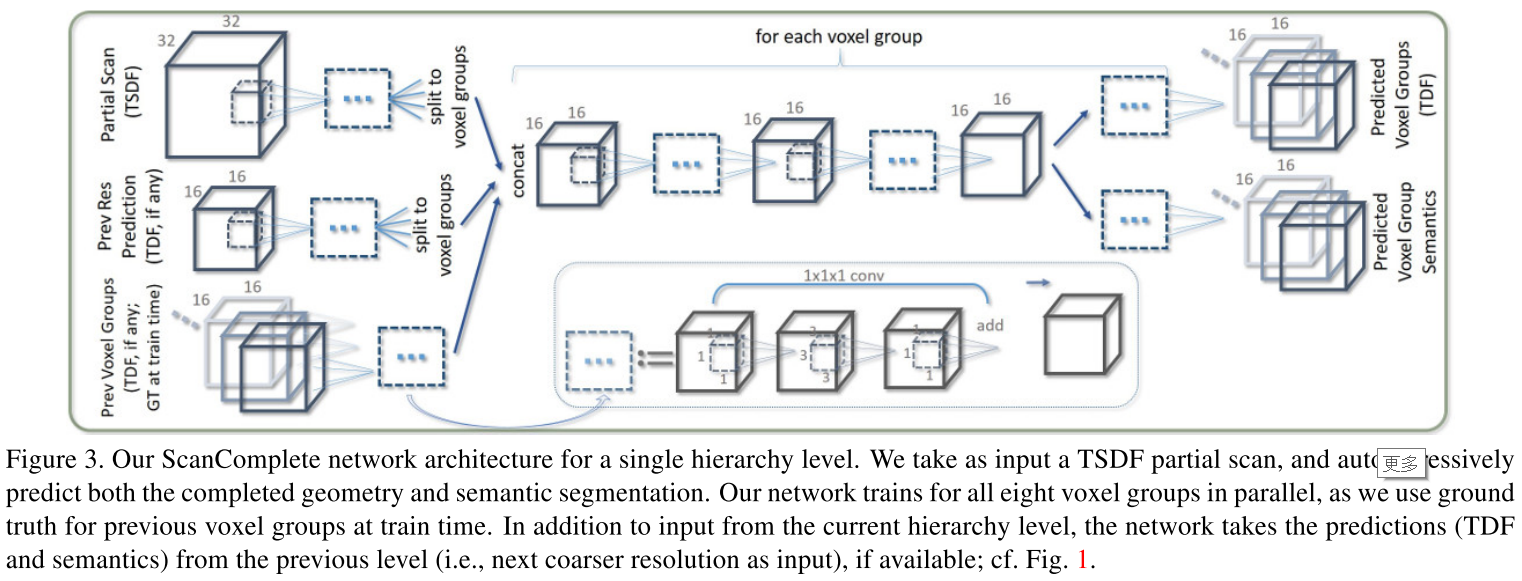 32
32
Partial Scan
(TSDF)
split to
voxel groups
16
16
Prev Res
Prediction
(TDF, if any)
split to
voxel groups
16
16
Prev Voxel Groups
(TDF, if any;
GT at train time)
for each voxel group
concat
16
16
16
16
16
16
16
16
Predicted
Voxel Groups
(TDF)
16
16
Predicted
Voxel Group
Semantics
1x1x1 conv
:=
1
1
1
3
3
3
1
1
1
add
Figure 3. Our ScanComplete network architecture for a single hierarchy level. We take as input a TSDF partial scan, and 更多essively
predict both the completed geometry and semantic segmentation. Our network trains for all eight voxel groups in parallel, as we use ground
truth for previous voxel groups at train time. In addition to input from the current hierarchy level, the network takes the predictions (TDF
and semantics) from the previous level (i.e., next coarser resolution as input), if available; cf. Fig. 1.